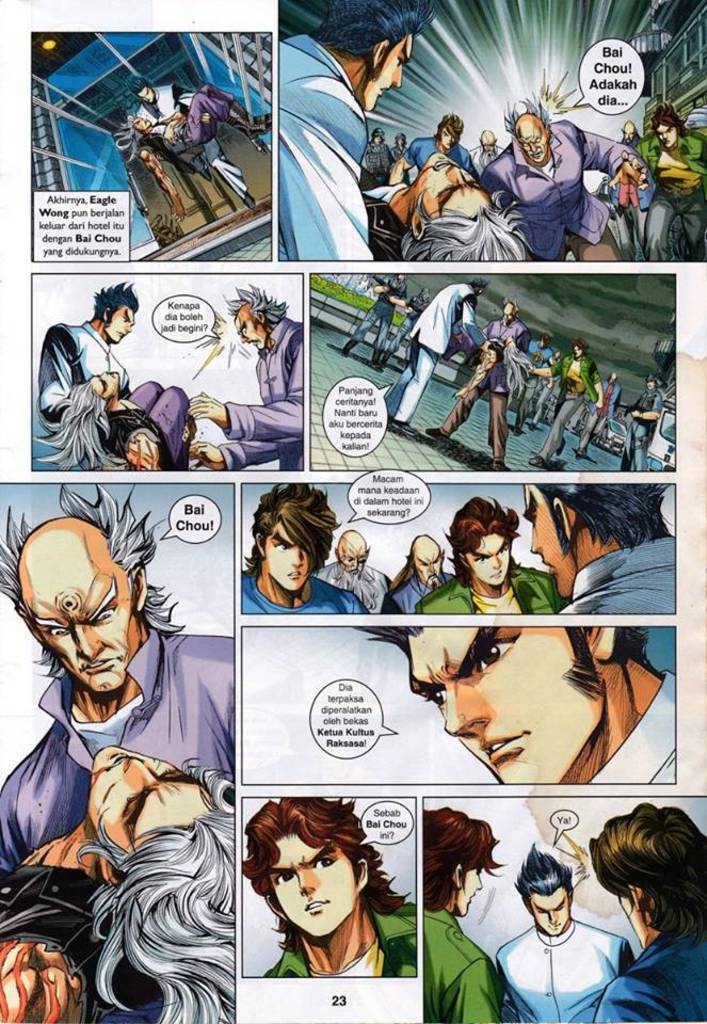 Akhirnya, Eagle
Wong pun berjalan
keluar dari hotel itu
dengan Bai Chou
yang didukungnya.
Bai
Chou!
Adakah
dia...
Kenapa
dia boleh
jadi begini?
Panjang
ceritanya!
Nanti baru
aku bercerita
kepada
kalian!
Bai
Chou!
Macam
mana keadaan
di dalam hotel ini
sekarang?
Dia
terpaksa
diperalatkan
oleh bekas
Ketua Kultus
Raksasa!
Sebab
Bai Chou
ini?
Ya!
23